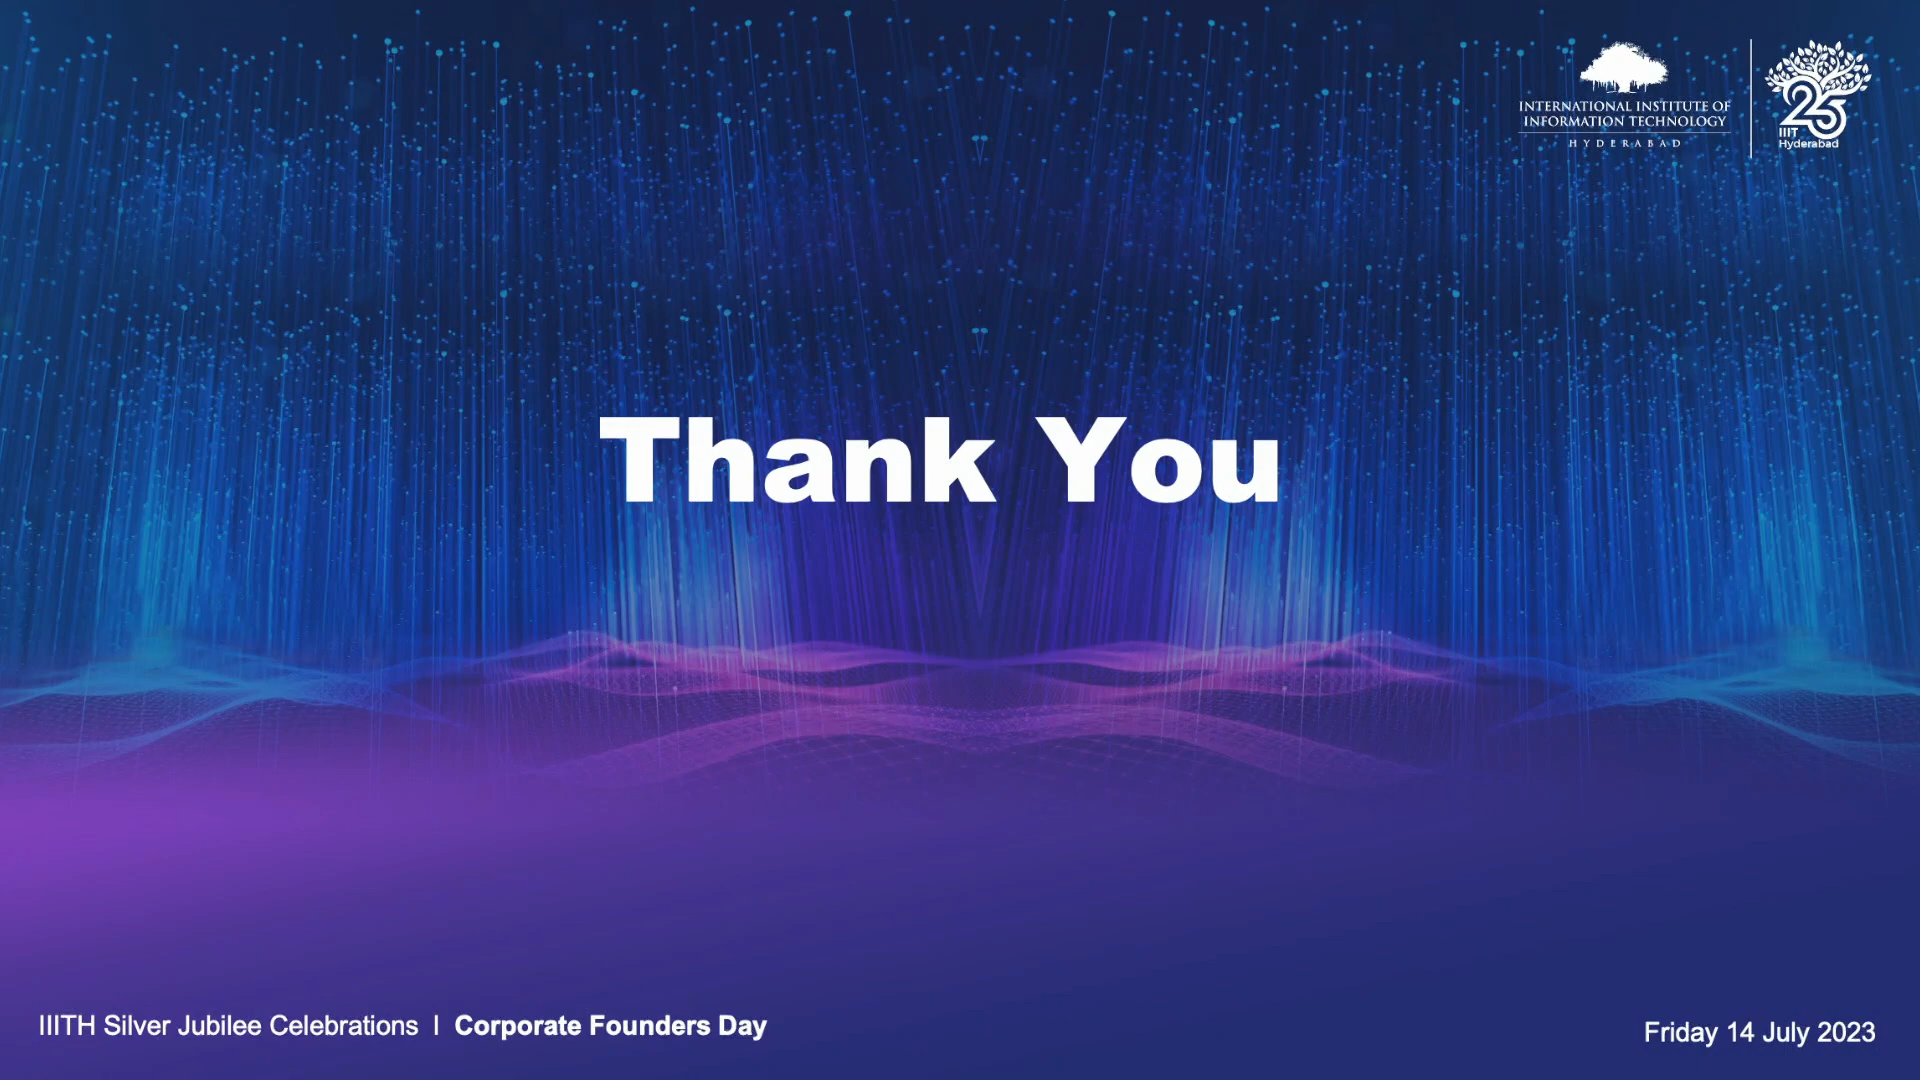 INTERNATIONAL INSTITUTE OF
INFORMATION TECHNOLOGY
HYDERABAD
25
IIIT
Hyderabad
Thank You
IIITH Silver Jubilee Celebrations | Corporate Founders Day
Friday 14 July 2023